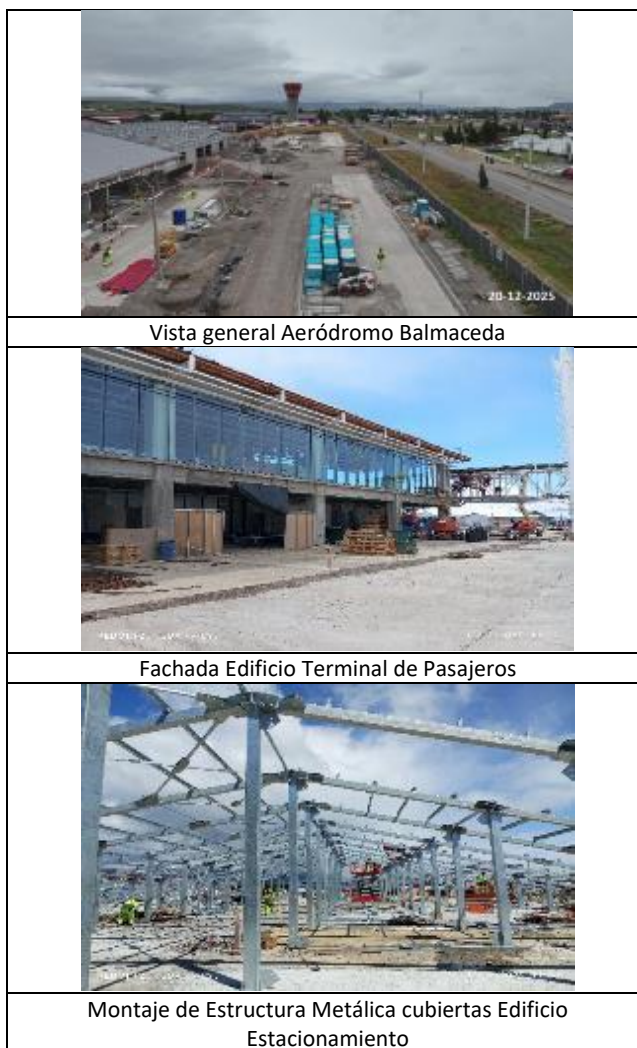 20-12-2025
Vista general Aeródromo Balmaceda
Fachada Edificio Terminal de Pasajeros
Montaje de Estructura Metálica cubiertas Edificio
Estacionamiento